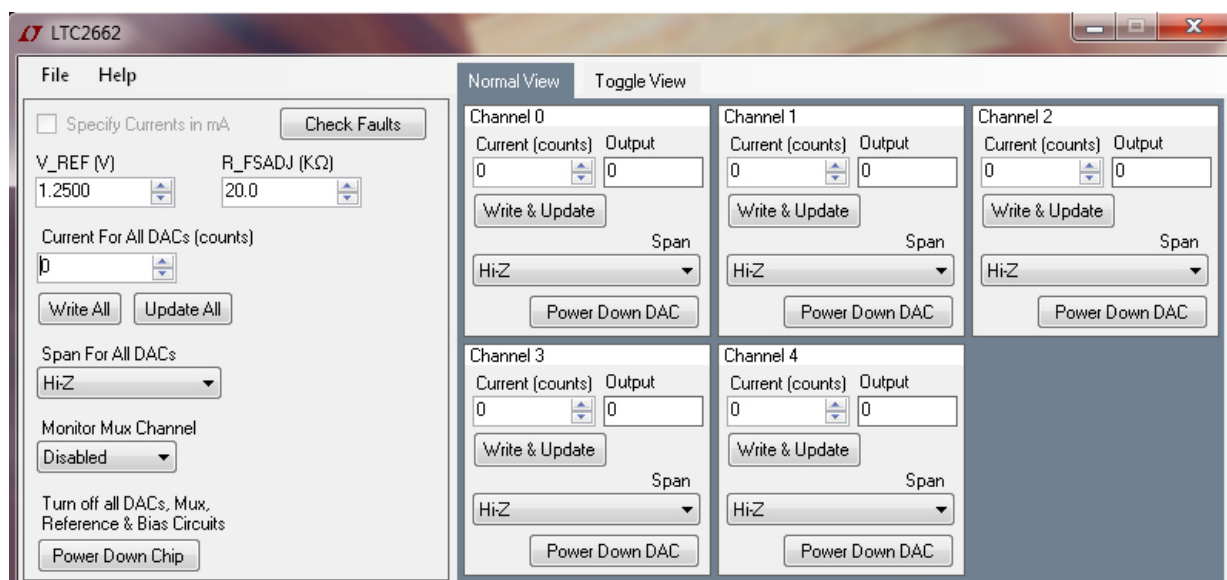 LTC2662
File Help
Specify Currents in mA
Check Faults
V_REF (V) R_FSADJ (KΩ)
1.2500 20.0
Current For All DACs (counts)
0
Write All Update All
Span For All DACs
Hi-Z
Monitor Mux Channel
Disabled
Turn off all DACs, Mux,
Reference & Bias Circuits
Power Down Chip
Normal View Toggle View
Channel 0
Current (counts) Output
0 0
Write & Update
Span
Hi-Z
Power Down DAC
Channel 1
Current (counts) Output
0 0
Write & Update
Span
Hi-Z
Power Down DAC
Channel 2
Current (counts) Output
0 0
Write & Update
Span
Hi-Z
Power Down DAC
Channel 3
Current (counts) Output
0 0
Write & Update
Span
Hi-Z
Power Down DAC
Channel 4
Current (counts) Output
0 0
Write & Update
Span
Hi-Z
Power Down DAC